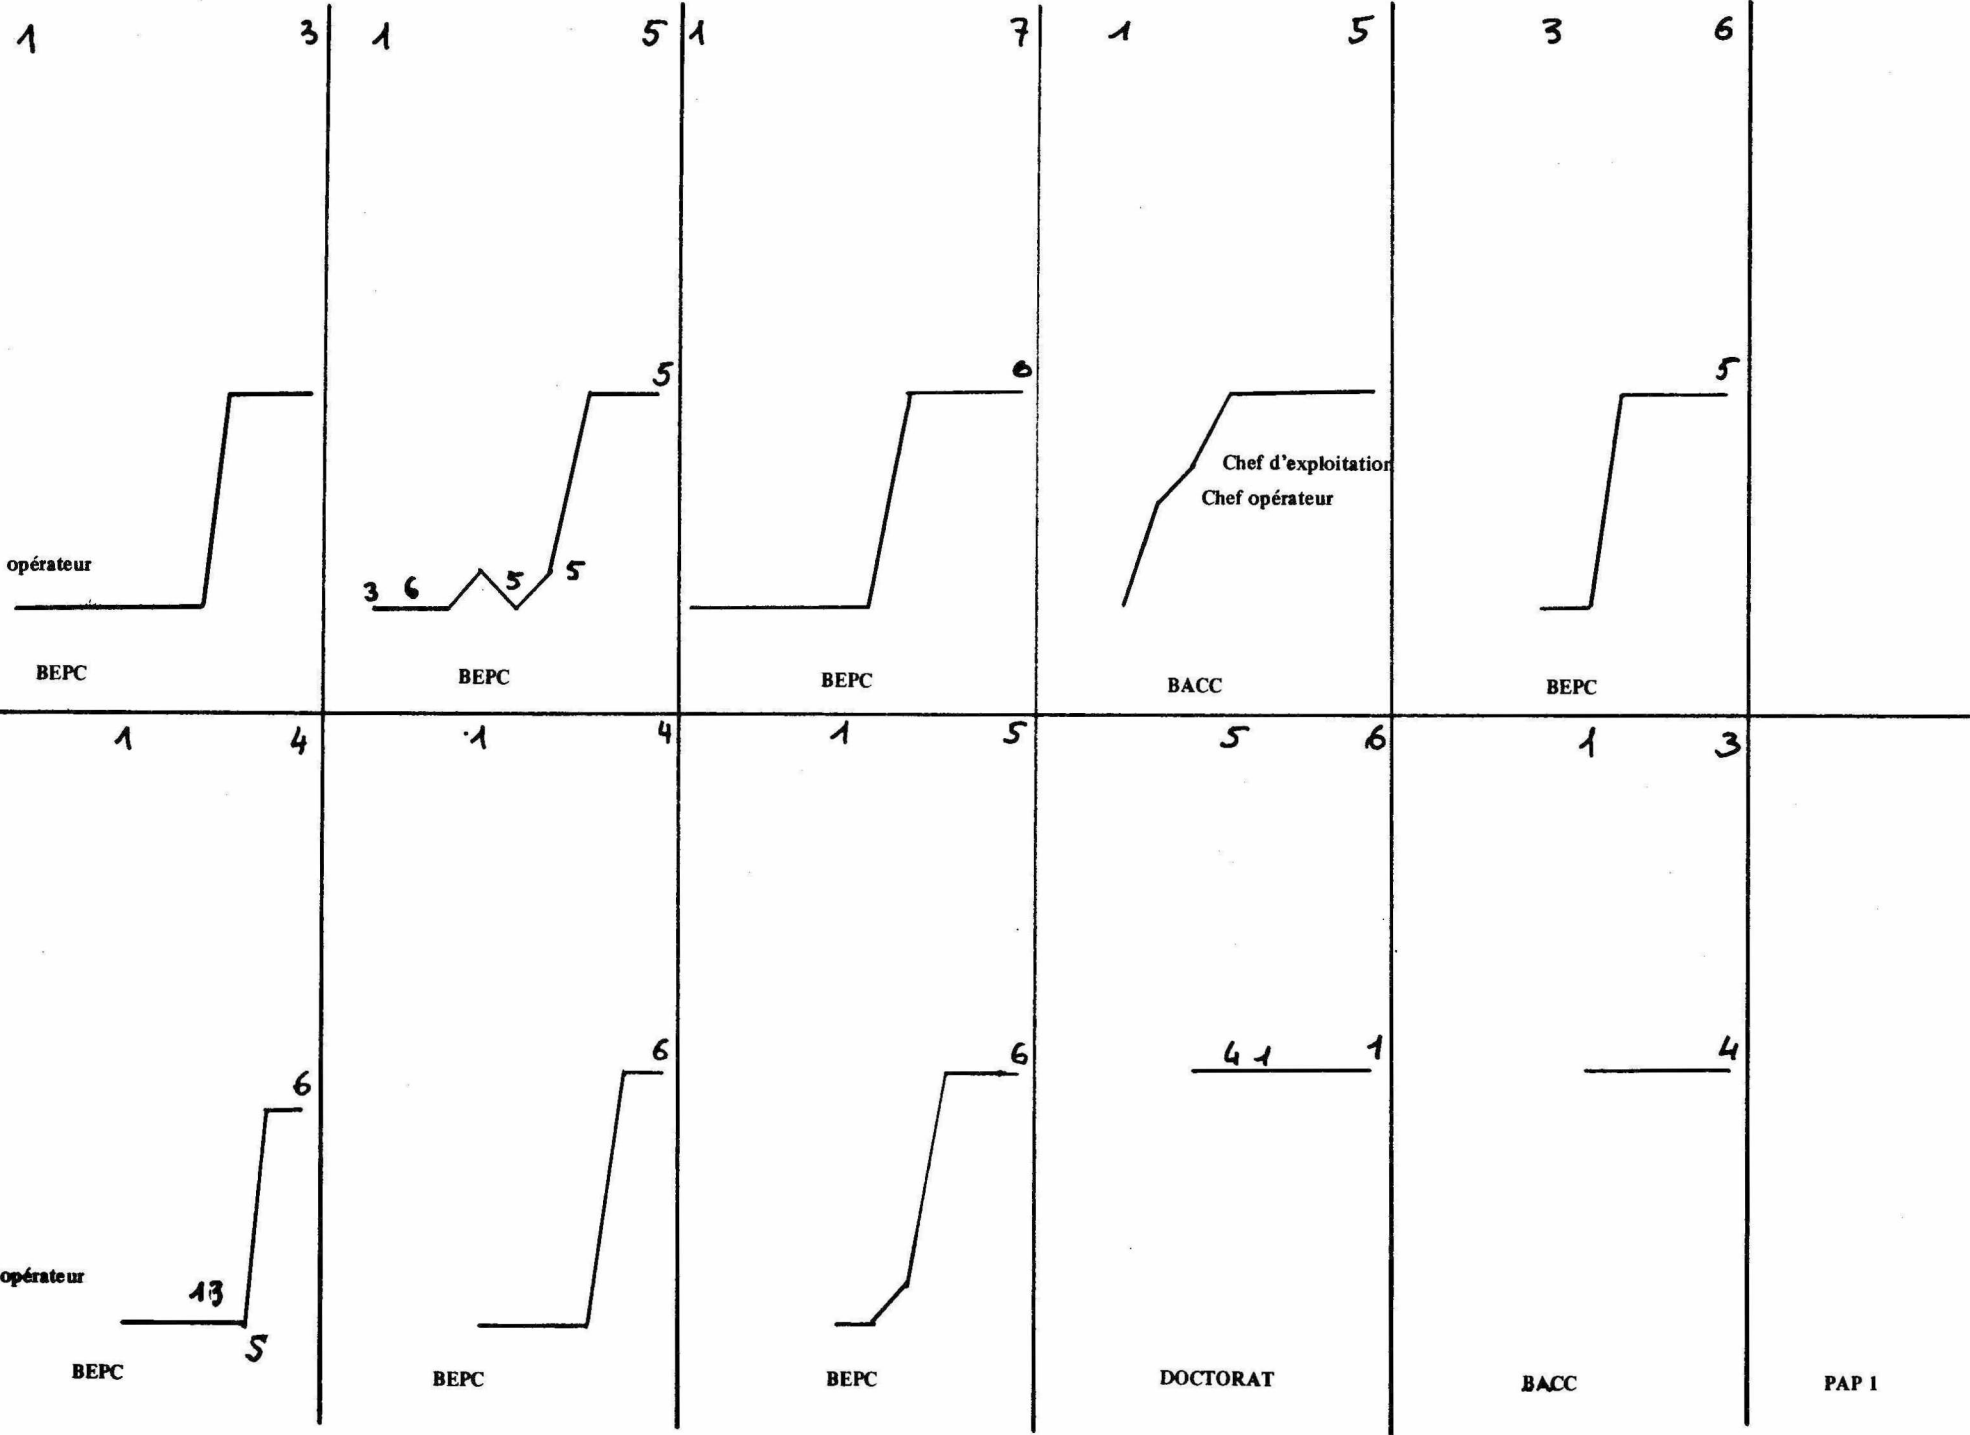 1 3 1 5 1 7 1 5 3 6
5 6 5
Chef d'exploitation
Chef opérateur
opérateur
3 6 5 5
BEPC BEPC BEPC BACC BEPC
1 4 1 4 1 5 5 6 1 3
6 6 6 4 1 1 4
opérateur
13
5
BEPC BEPC BEPC DOCTORAT BACC PAP 1